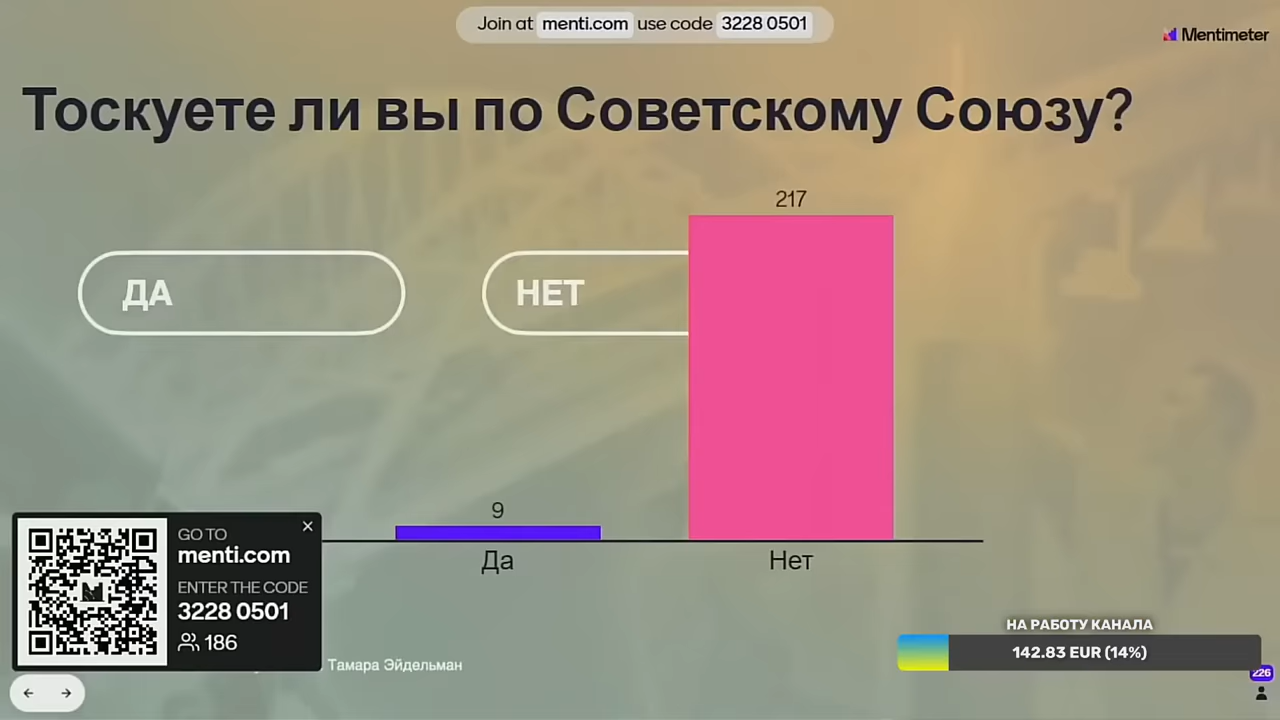 Join at menti.com use code 3228 0501
Mentimeter
Тоскуете ли вы по Советскому Союзу?
217
ДА
НЕТ
9
Да
Нет
GO TO
menti.com
ENTER THE CODE
3228 0501
186
Тамара Эйдельман
НА РАБОТУ КАНАЛА
142.83 EUR (14%)
226